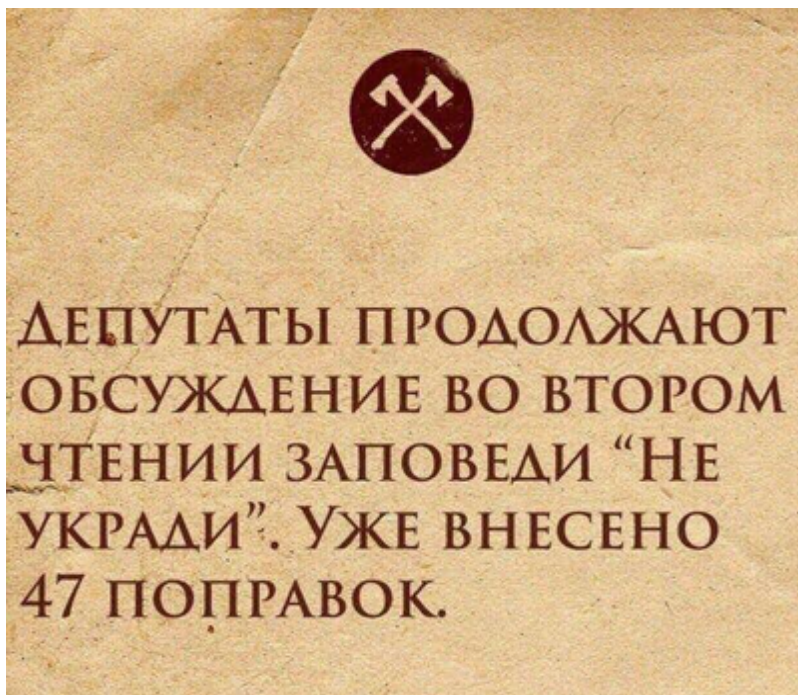 Депутаты продолжают
обсуждение во втором
чтении заповеди “Не
укради”. Уже внесено
47 поправок.